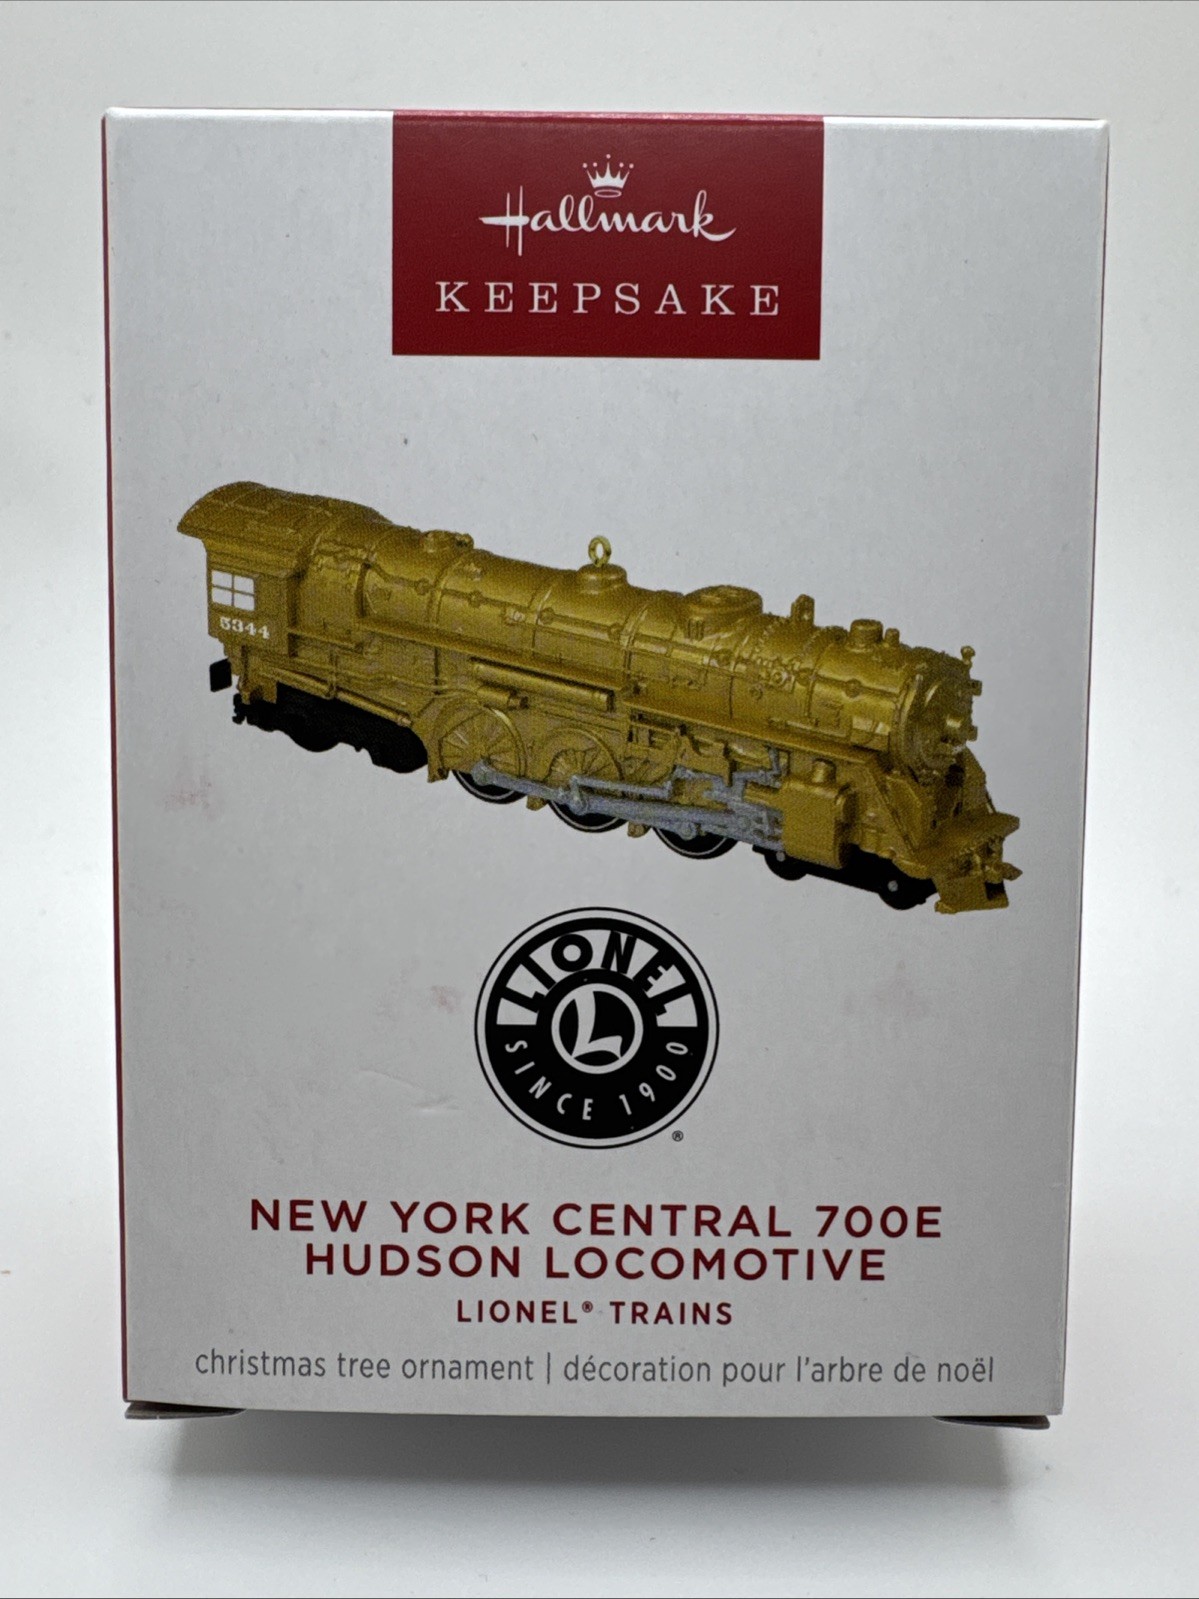 Hallmark
KEEPSAKE
5344
LIONEL
L
SINCE 1900
®
NEW YORK CENTRAL 700E
HUDSON LOCOMOTIVE
LIONEL® TRAINS
christmas tree ornament | décoration pour l'arbre de noël